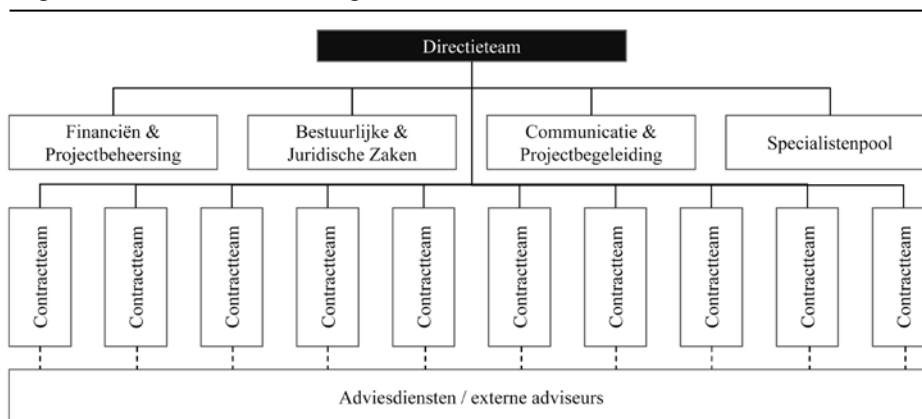 Directieteam
Financiën &
Projectbeheersing
Bestuurlijke &
Juridische Zaken
Communicatie &
Projectbegeleiding
Specialistenpool
Contractteam
Contractteam
Contractteam
Contractteam
Contractteam
Contractteam
Contractteam
Contractteam
Contractteam
Contractteam
Adviesdiensten / externe adviseurs